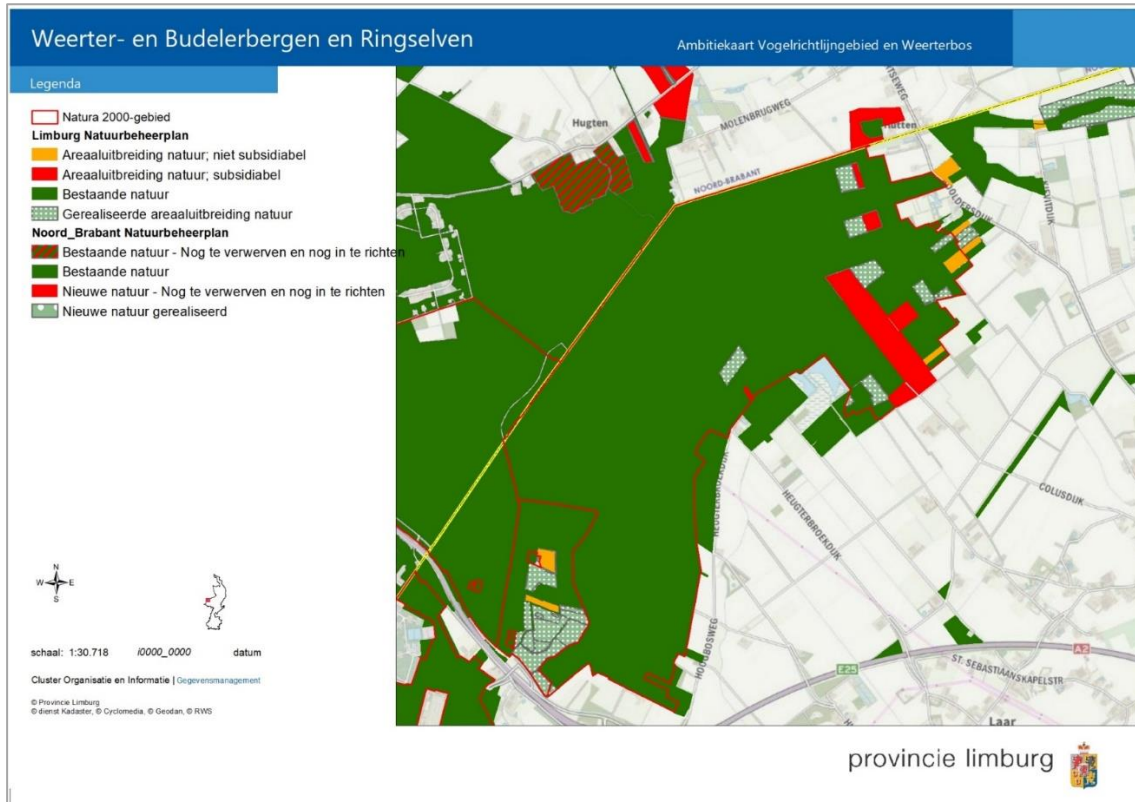 Weerter- en Budelerbergen en Ringselven
Ambitiekaart Vogelrichtlijngebied en Weerterbos
Legenda
Natura 2000-gebied
Limburg Natuurbeheerplan
Areaaluitbreiding natuur; niet subsidiabel
Areaaluitbreiding natuur; subsidiabel
Bestaande natuur
Gerealiseerde areaaluitbreiding natuur
Noord_Brabant Natuurbeheerplan
Bestaande natuur - Nog te verwerven en nog in te richten
Bestaande natuur
Nieuwe natuur - Nog te verwerven en nog in te richten
Nieuwe natuur gerealiseerd
Hugten
MOLENBRUGWEG
NOORD-BRABANT
Hutten
HEUGTERBROEKDIJK
HEUGTERBROEKDIJK
COLUSDIJK
HOOGBOSWEG
E25
A2
ST. SEBASTIAANSKAPELSTR
Laar
N
W
E
S
schaal: 1:30.718
i0000_0000
datum
Cluster Organisatie en Informatie | Gegevensmanagement
© Provincie Limburg
© dienst Kadaster, © Cyclomedia, © Geodan, © RWS
provincie limburg